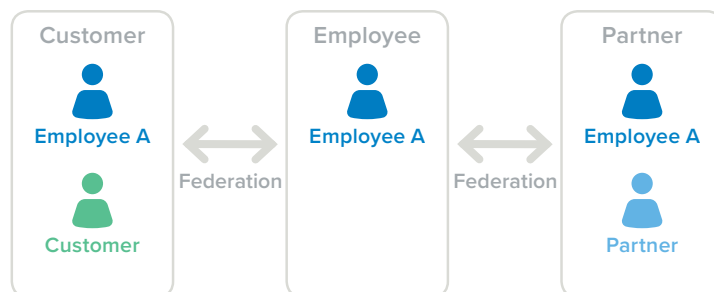 Customer
Employee
Partner
Employee A
Employee A
Employee A
Federation
Federation
Customer
Partner